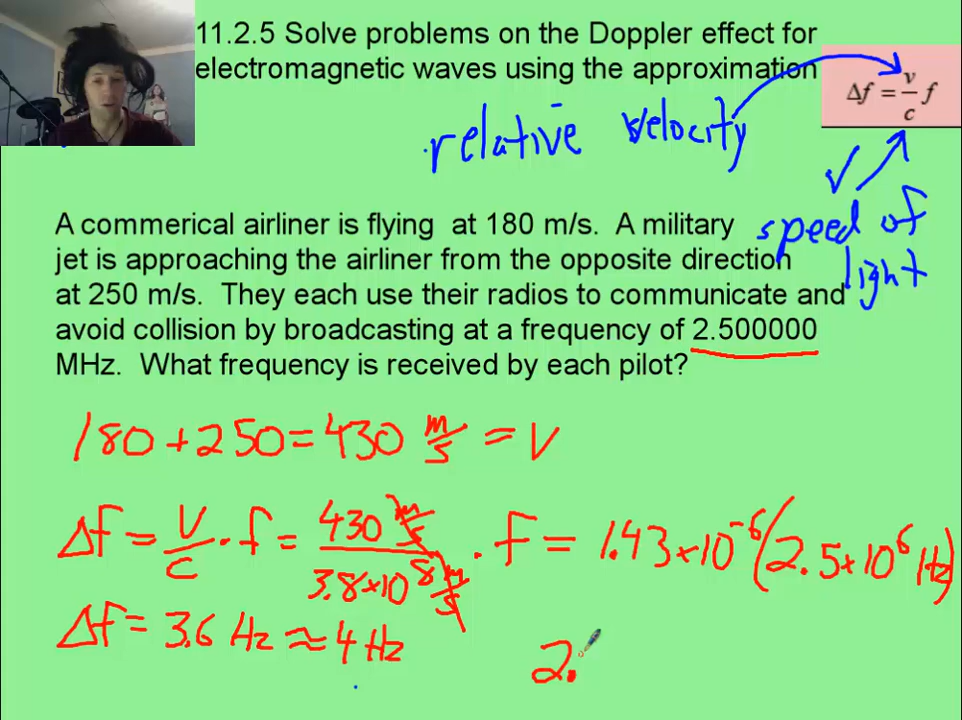 11.2.5 Solve problems on the Doppler effect for
electromagnetic waves using the approximation
Δf = v/c f
relative velocity
speed of
light
A commerical airliner is flying at 180 m/s. A military
jet is approaching the airliner from the opposite direction
at 250 m/s. They each use their radios to communicate and
avoid collision by broadcasting at a frequency of 2.500000
MHz. What frequency is received by each pilot?
180 + 250 = 430 m/s = V
Δf = V/c · f = 430 m/s / 3.8×10⁸ m/s · f = 1.43×10⁻⁶ (2.5×10⁶ Hz)
Δf = 3.6 Hz ≈ 4 Hz
2.